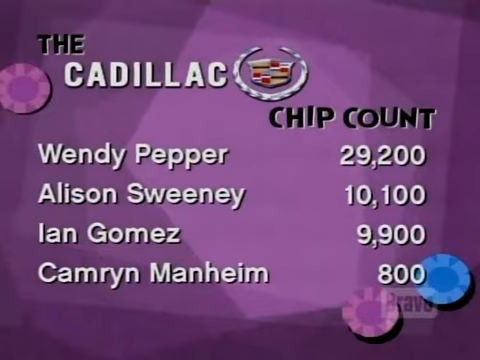 THE
CADILLAC
CHIP COUNT
Wendy Pepper 29,200
Alison Sweeney 10,100
Ian Gomez 9,900
Camryn Manheim 800
Bravo